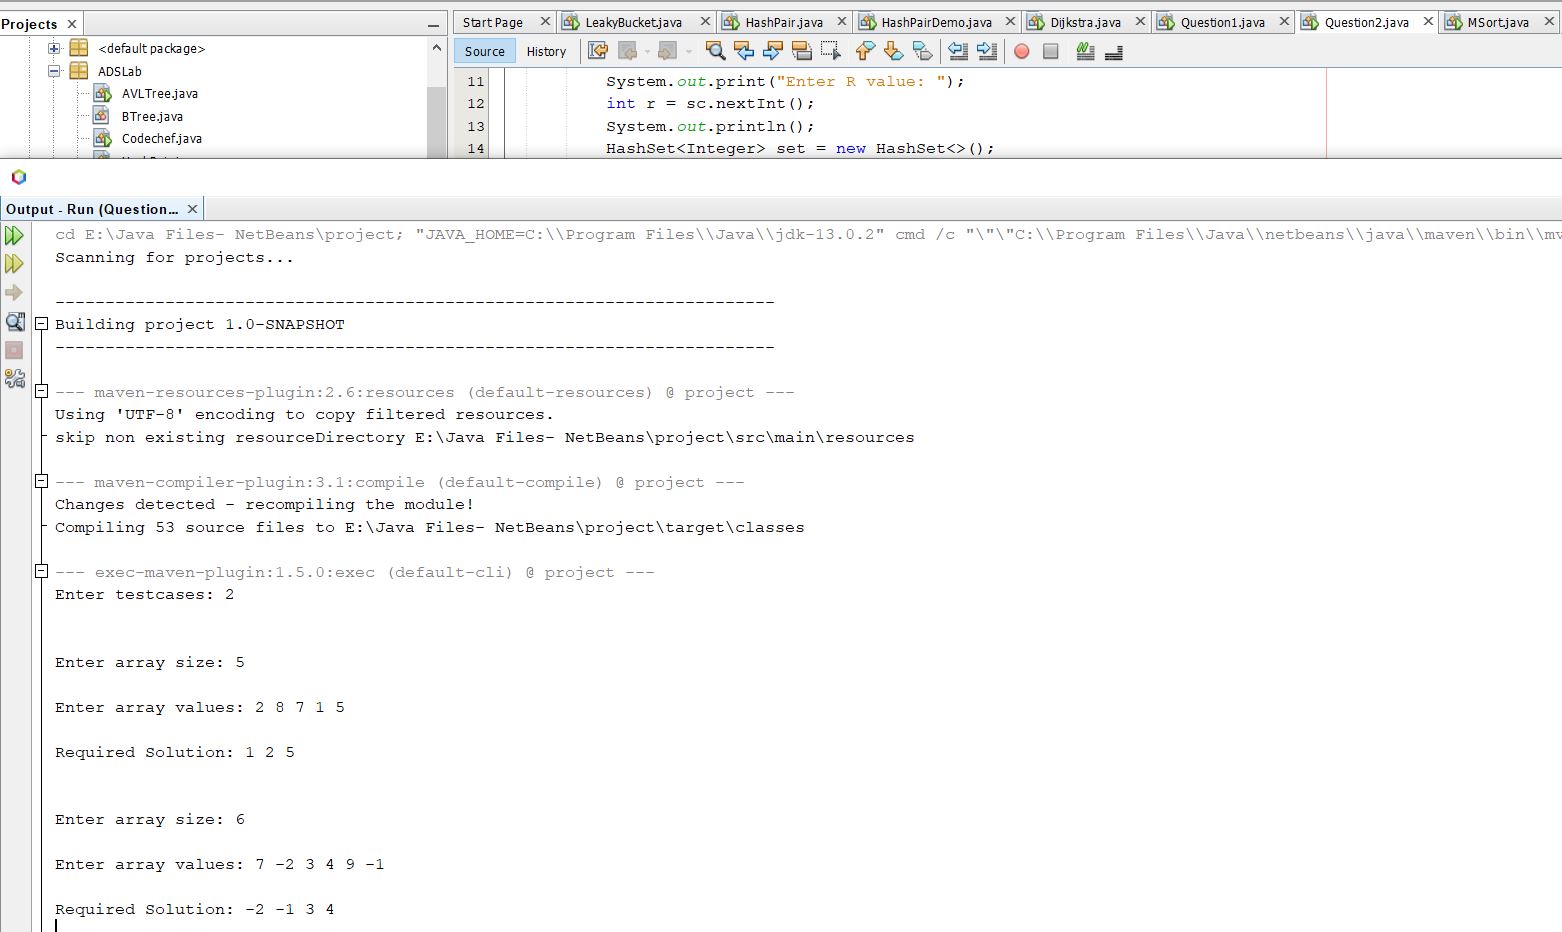 Projects
<default package>
ADSLab
AVLTree.java
BTree.java
Codechef.java
Start Page LeakyBucket.java HashPair.java HashPairDemo.java Dijkstra.java Question1.java Question2.java MSort.java
Source History
11 System.out.print("Enter R value: ");
12 int r = sc.nextInt();
13 System.out.println();
14 HashSet<Integer> set = new HashSet<>();
Output - Run (Question...
cd E:\Java Files- NetBeans\project; "JAVA_HOME=C:\\Program Files\\Java\\jdk-13.0.2" cmd /c "\"\"C:\\Program Files\\Java\\netbeans\\java\\maven\\bin\\mv
Scanning for projects...
------------------------------------------------------------------------
Building project 1.0-SNAPSHOT
------------------------------------------------------------------------
--- maven-resources-plugin:2.6:resources (default-resources) @ project ---
Using 'UTF-8' encoding to copy filtered resources.
skip non existing resourceDirectory E:\Java Files- NetBeans\project\src\main\resources
--- maven-compiler-plugin:3.1:compile (default-compile) @ project ---
Changes detected - recompiling the module!
Compiling 53 source files to E:\Java Files- NetBeans\project\target\classes
--- exec-maven-plugin:1.5.0:exec (default-cli) @ project ---
Enter testcases: 2
Enter array size: 5
Enter array values: 2 8 7 1 5
Required Solution: 1 2 5
Enter array size: 6
Enter array values: 7 -2 3 4 9 -1
Required Solution: -2 -1 3 4